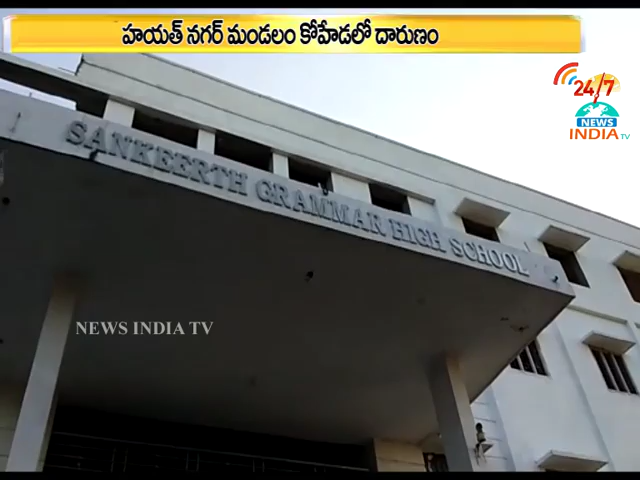 హయత్ నగర్ మండలం కోహేడలో దారుణం
24/7
NEWS
INDIA TV
SANKEERTH GRAMMAR HIGH SCHOOL
NEWS INDIA TV